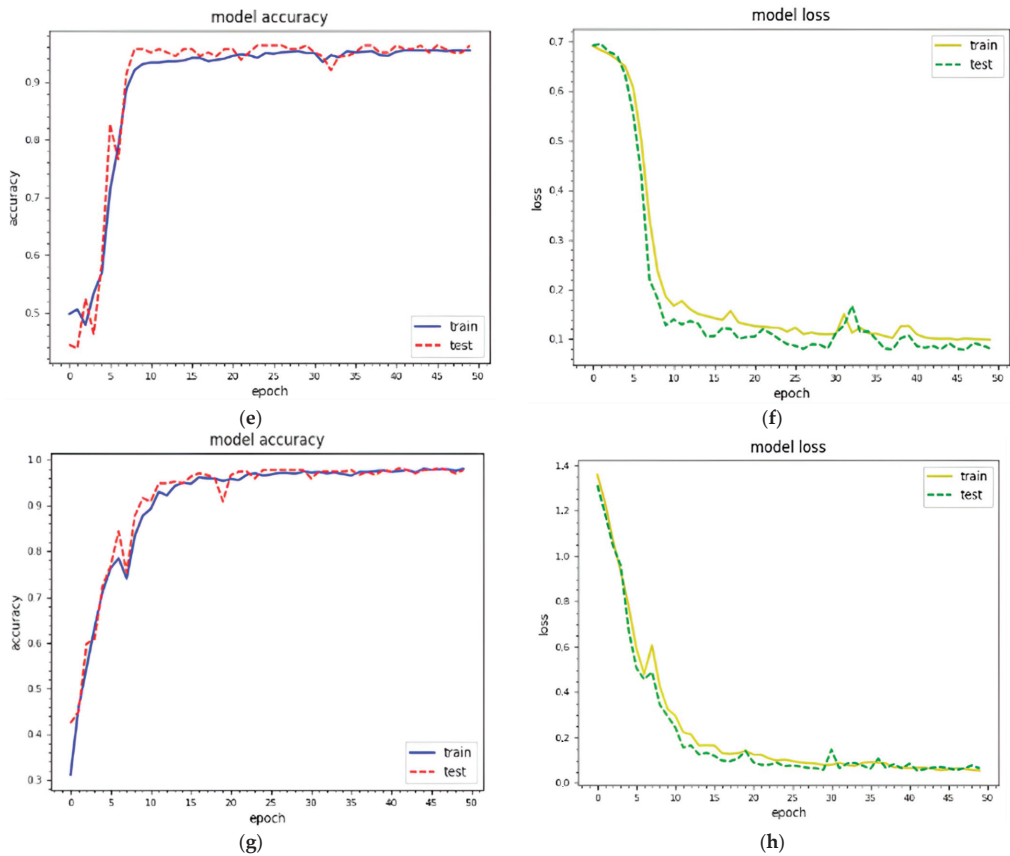 model accuracy
accuracy
0.9
0.8
0.7
0.6
0.5
0 5 10 15 20 25 30 35 40 45 50
epoch
train
test
(e)
model loss
loss
0,7
0,6
0,5
0,4
0,3
0,2
0,1
0 5 10 15 20 25 30 35 40 45 50
epoch
train
test
(f)
model accuracy
accuracy
1.0
0.9
0.8
0.7
0.6
0.5
0.4
0.3
0 5 10 15 20 25 30 35 40 45 50
epoch
train
test
(g)
model loss
loss
1,4
1,2
1,0
0,8
0,6
0,4
0,2
0,0
0 5 10 15 20 25 30 35 40 45 50
epoch
train
test
(h)